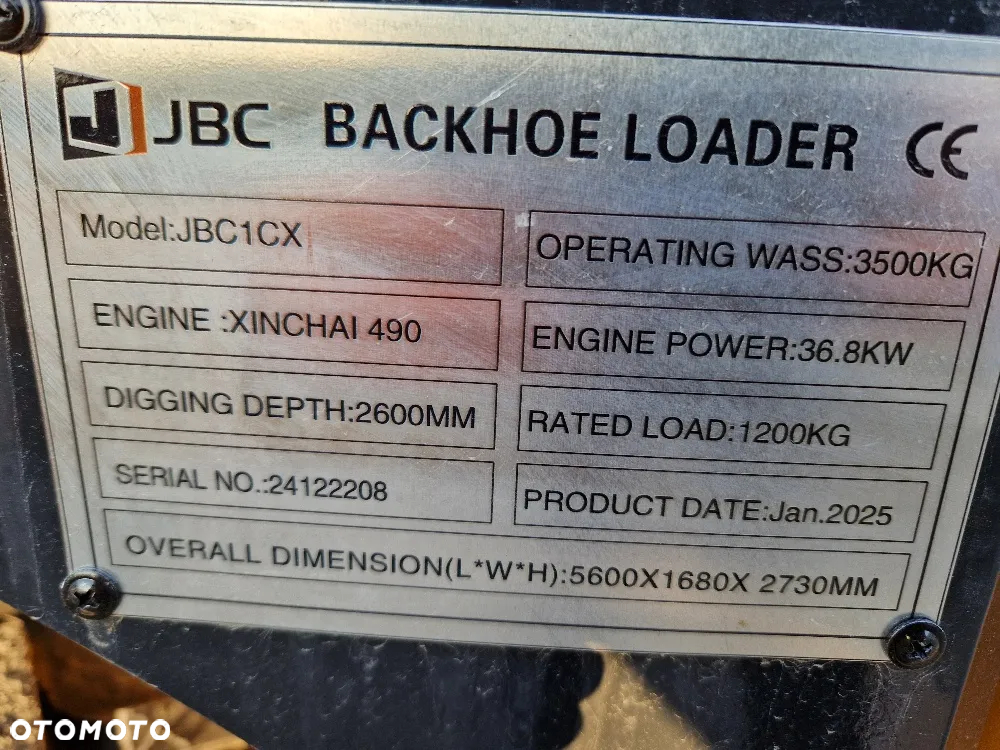 J JBC BACKHOE LOADER CE
Model:JBC1CX
OPERATING WASS:3500KG
ENGINE :XINCHAI 490
ENGINE POWER:36.8KW
DIGGING DEPTH:2600MM
RATED LOAD:1200KG
SERIAL NO.:24122208
PRODUCT DATE:Jan.2025
OVERALL DIMENSION(L*W*H):5600X1680X 2730MM
OTOMOTO